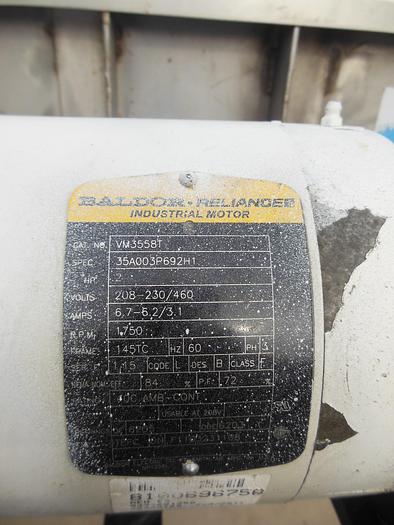 BALDOR • RELIANCER
INDUSTRIAL MOTOR
CAT. NO. VM3558T
SPEC. 35A003P692H1
HP 2
VOLTS 208-230/460
AMPS 6.7-6.2/3.1
R.P.M. 1750
FRAME 145TC HZ 60 PH 3
SER.F. 1.15 CODE L DES B CLASS F
NEMA NOM. EFF. 84 % P.F. 72 %
40C AMB-CONT
USABLE AT 208V